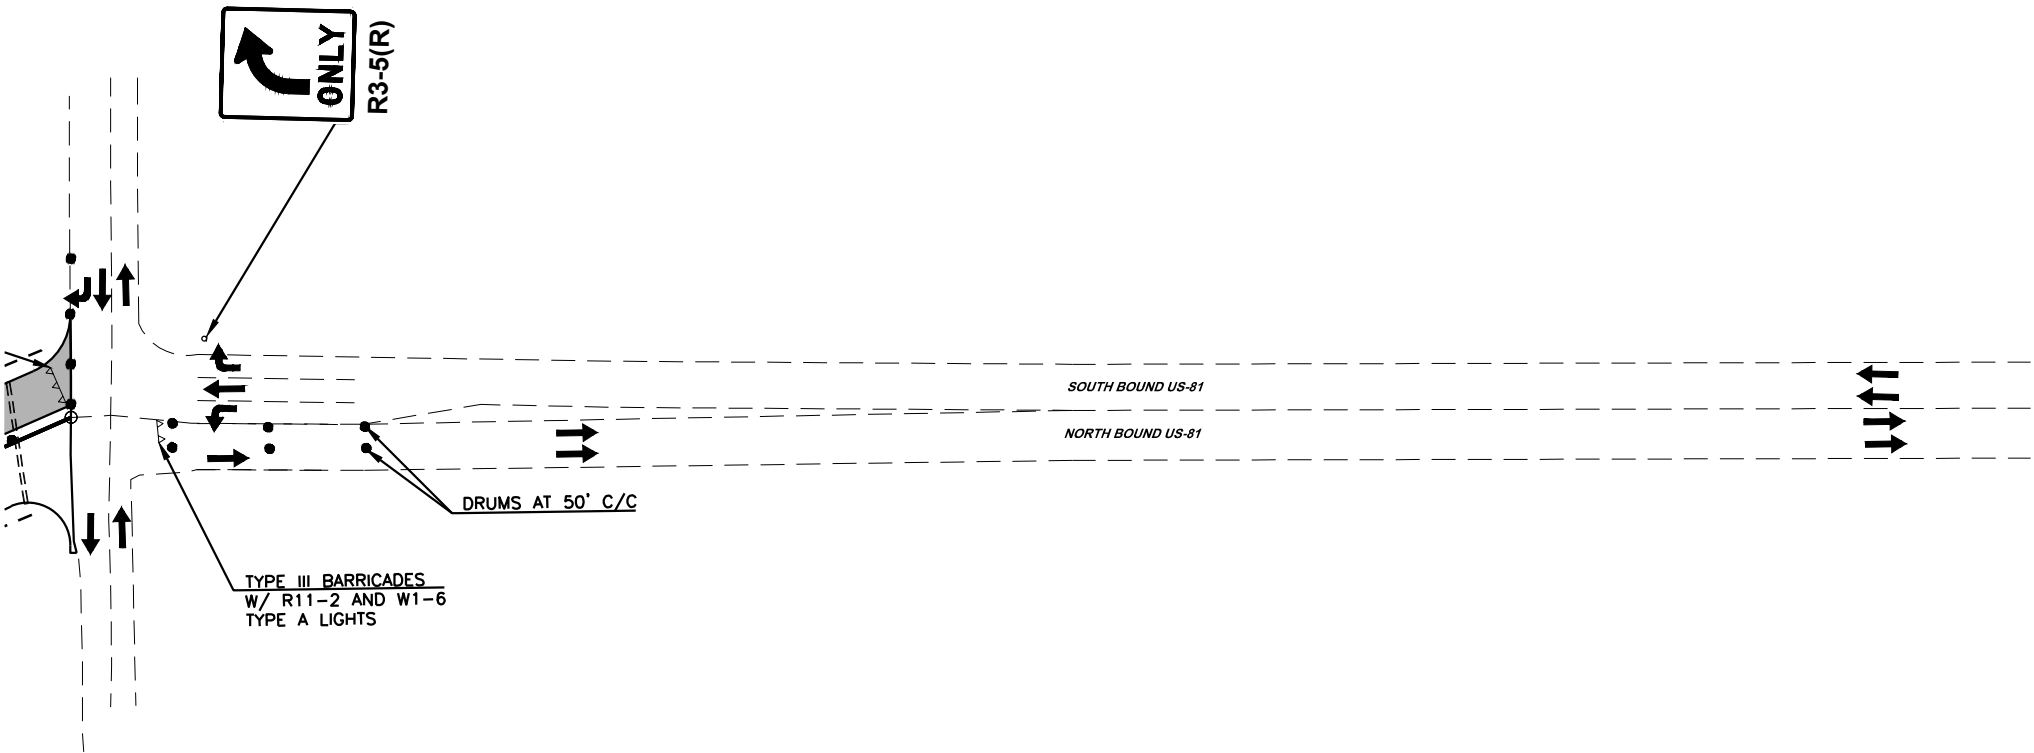 ONLY
R3-5(R)
SOUTH BOUND US-81
NORTH BOUND US-81
DRUMS AT 50' C/C
TYPE III BARRICADES
W/ R11-2 AND W1-6
TYPE A LIGHTS